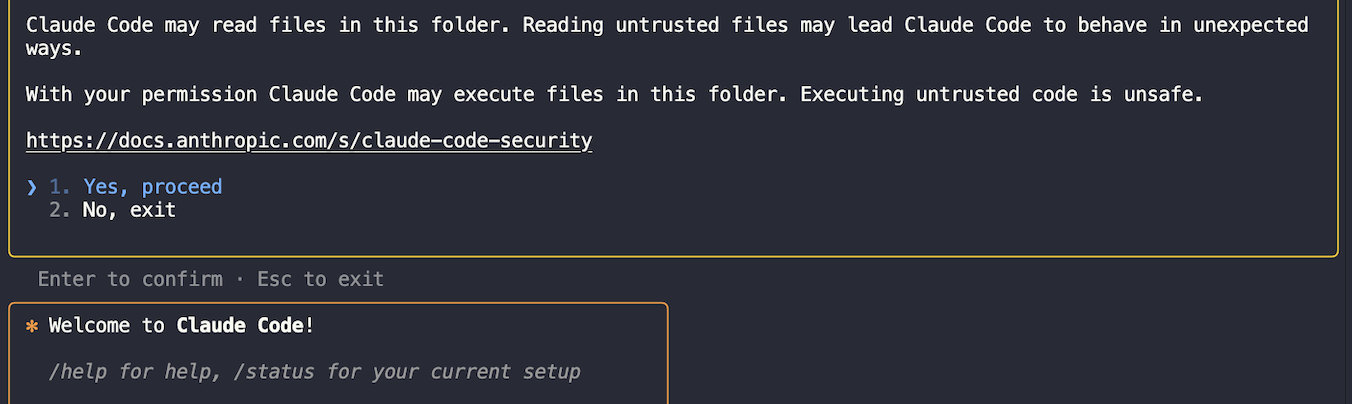 Claude Code may read files in this folder. Reading untrusted files may lead Claude Code to behave in unexpected
ways.
With your permission Claude Code may execute files in this folder. Executing untrusted code is unsafe.
https://docs.anthropic.com/s/claude-code-security
❯ 1. Yes, proceed
2. No, exit
Enter to confirm · Esc to exit
* Welcome to Claude Code!
/help for help, /status for your current setup